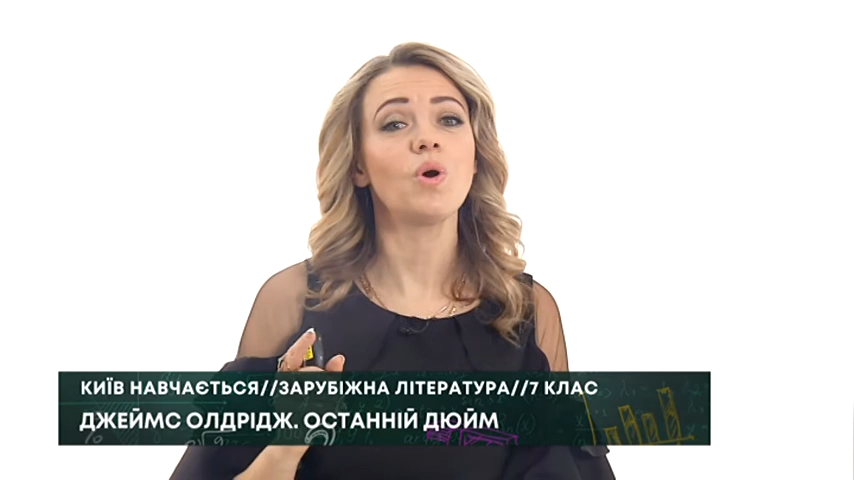 КИЇВ НАВЧАЄТЬСЯ//ЗАРУБІЖНА ЛІТЕРАТУРА//7 КЛАС
ДЖЕЙМС ОЛДРІДЖ. ОСТАННІЙ ДЮЙМ